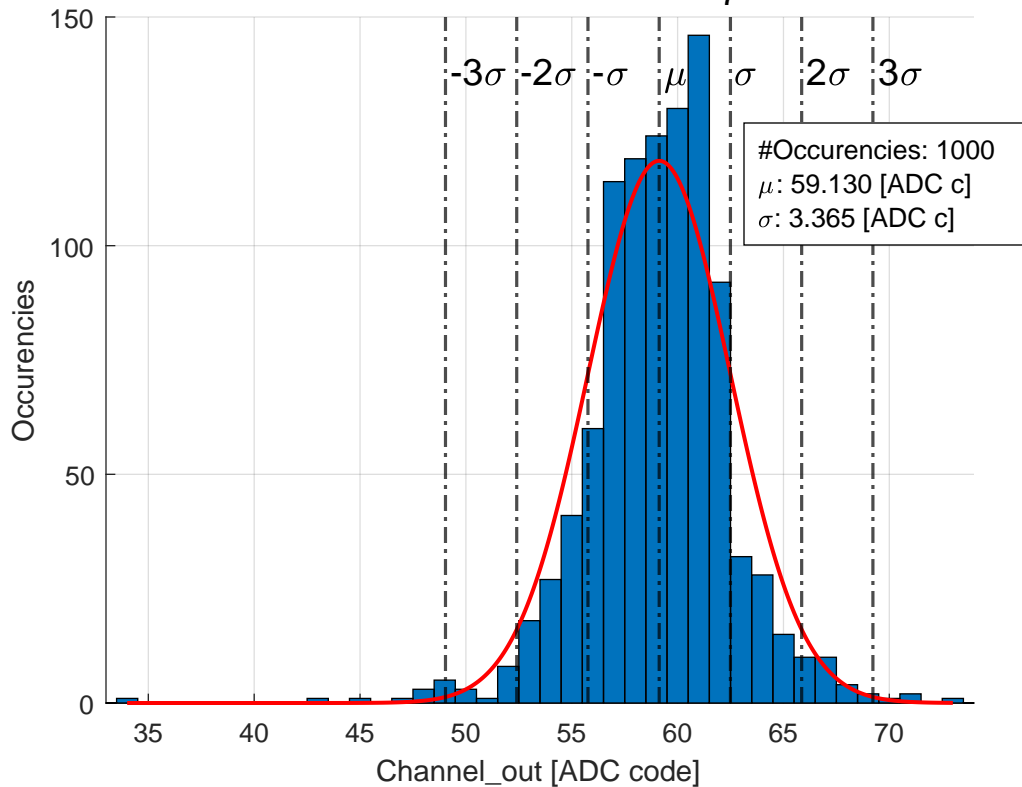 150
100
50
0
Occurencies
-3σ -2σ -σ μ σ 2σ 3σ
#Occurencies: 1000
μ: 59.130 [ADC c]
σ: 3.365 [ADC c]
35 40 45 50 55 60 65 70
Channel_out [ADC code]